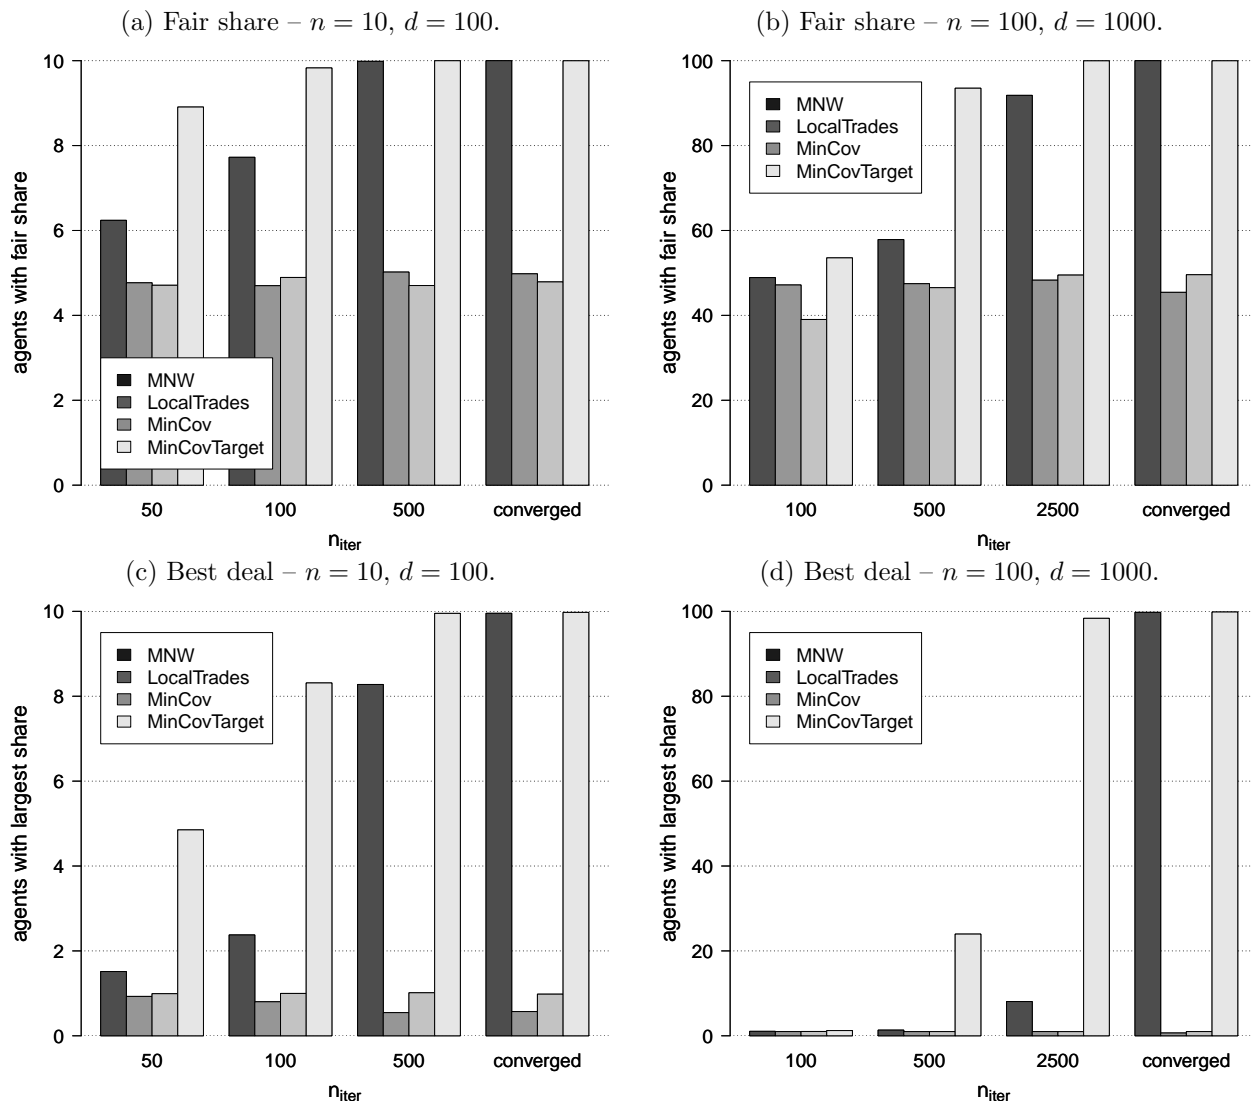 (a) Fair share – n = 10, d = 100.
10
8
6
4
2
0
agents with fair share
MNW
LocalTrades
MinCov
MinCovTarget
50 100 500 converged
n_iter
(b) Fair share – n = 100, d = 1000.
100
80
60
40
20
0
agents with fair share
MNW
LocalTrades
MinCov
MinCovTarget
100 500 2500 converged
n_iter
(c) Best deal – n = 10, d = 100.
10
8
6
4
2
0
agents with largest share
MNW
LocalTrades
MinCov
MinCovTarget
50 100 500 converged
n_iter
(d) Best deal – n = 100, d = 1000.
100
80
60
40
20
0
agents with largest share
MNW
LocalTrades
MinCov
MinCovTarget
100 500 2500 converged
n_iter